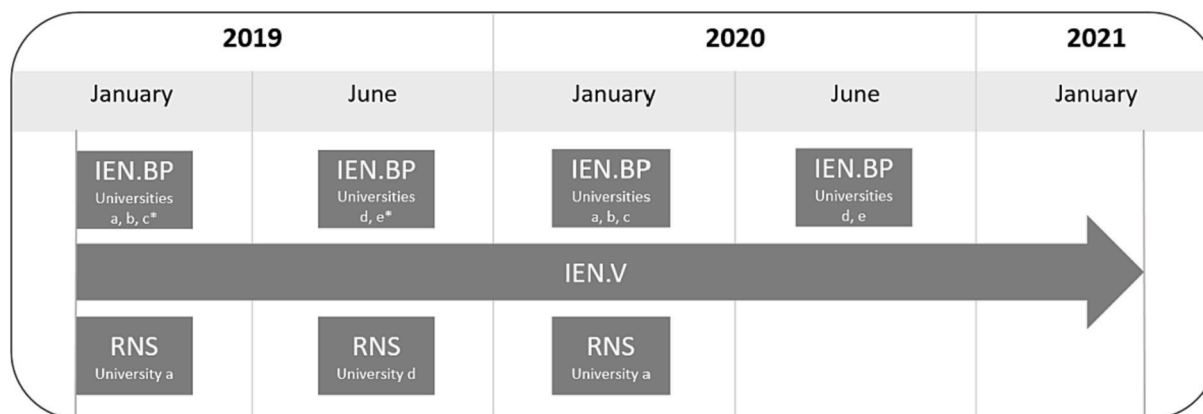 2019 2020 2021
January June January June January
IEN.BP IEN.BP IEN.BP IEN.BP
Universities Universities Universities Universities
a, b, c* d, e* a, b, c d, e
IEN.V
RNS RNS RNS
University a University d University a